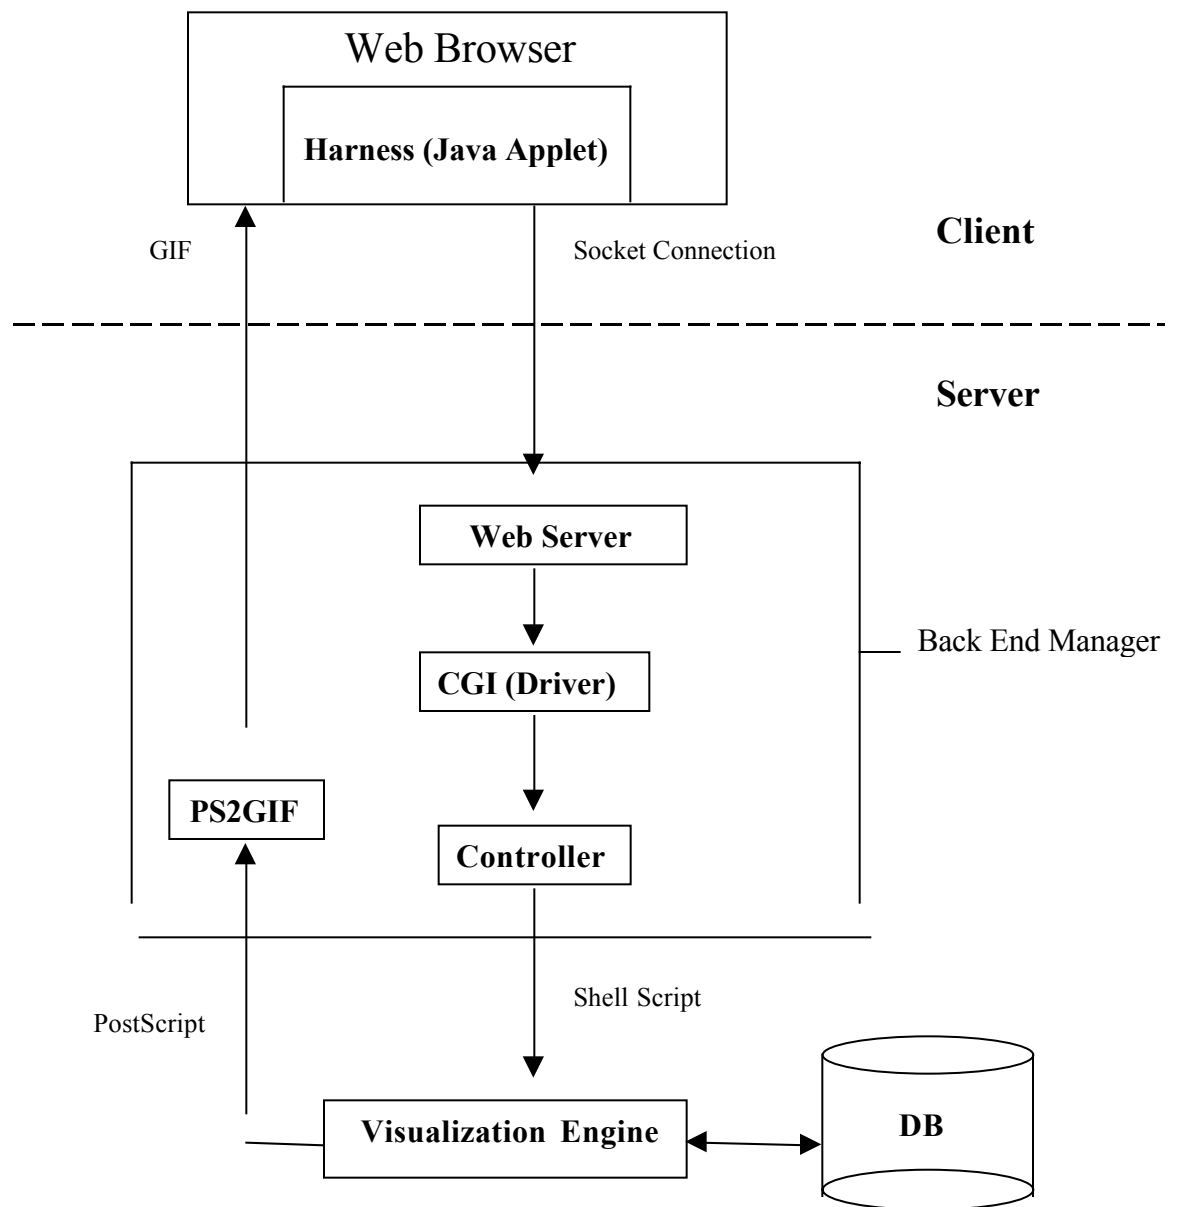 Web Browser
Harness (Java Applet)
Client
GIF
Socket Connection
Server
Web Server
Back End Manager
CGI (Driver)
PS2GIF
Controller
Shell Script
PostScript
Visualization Engine
DB